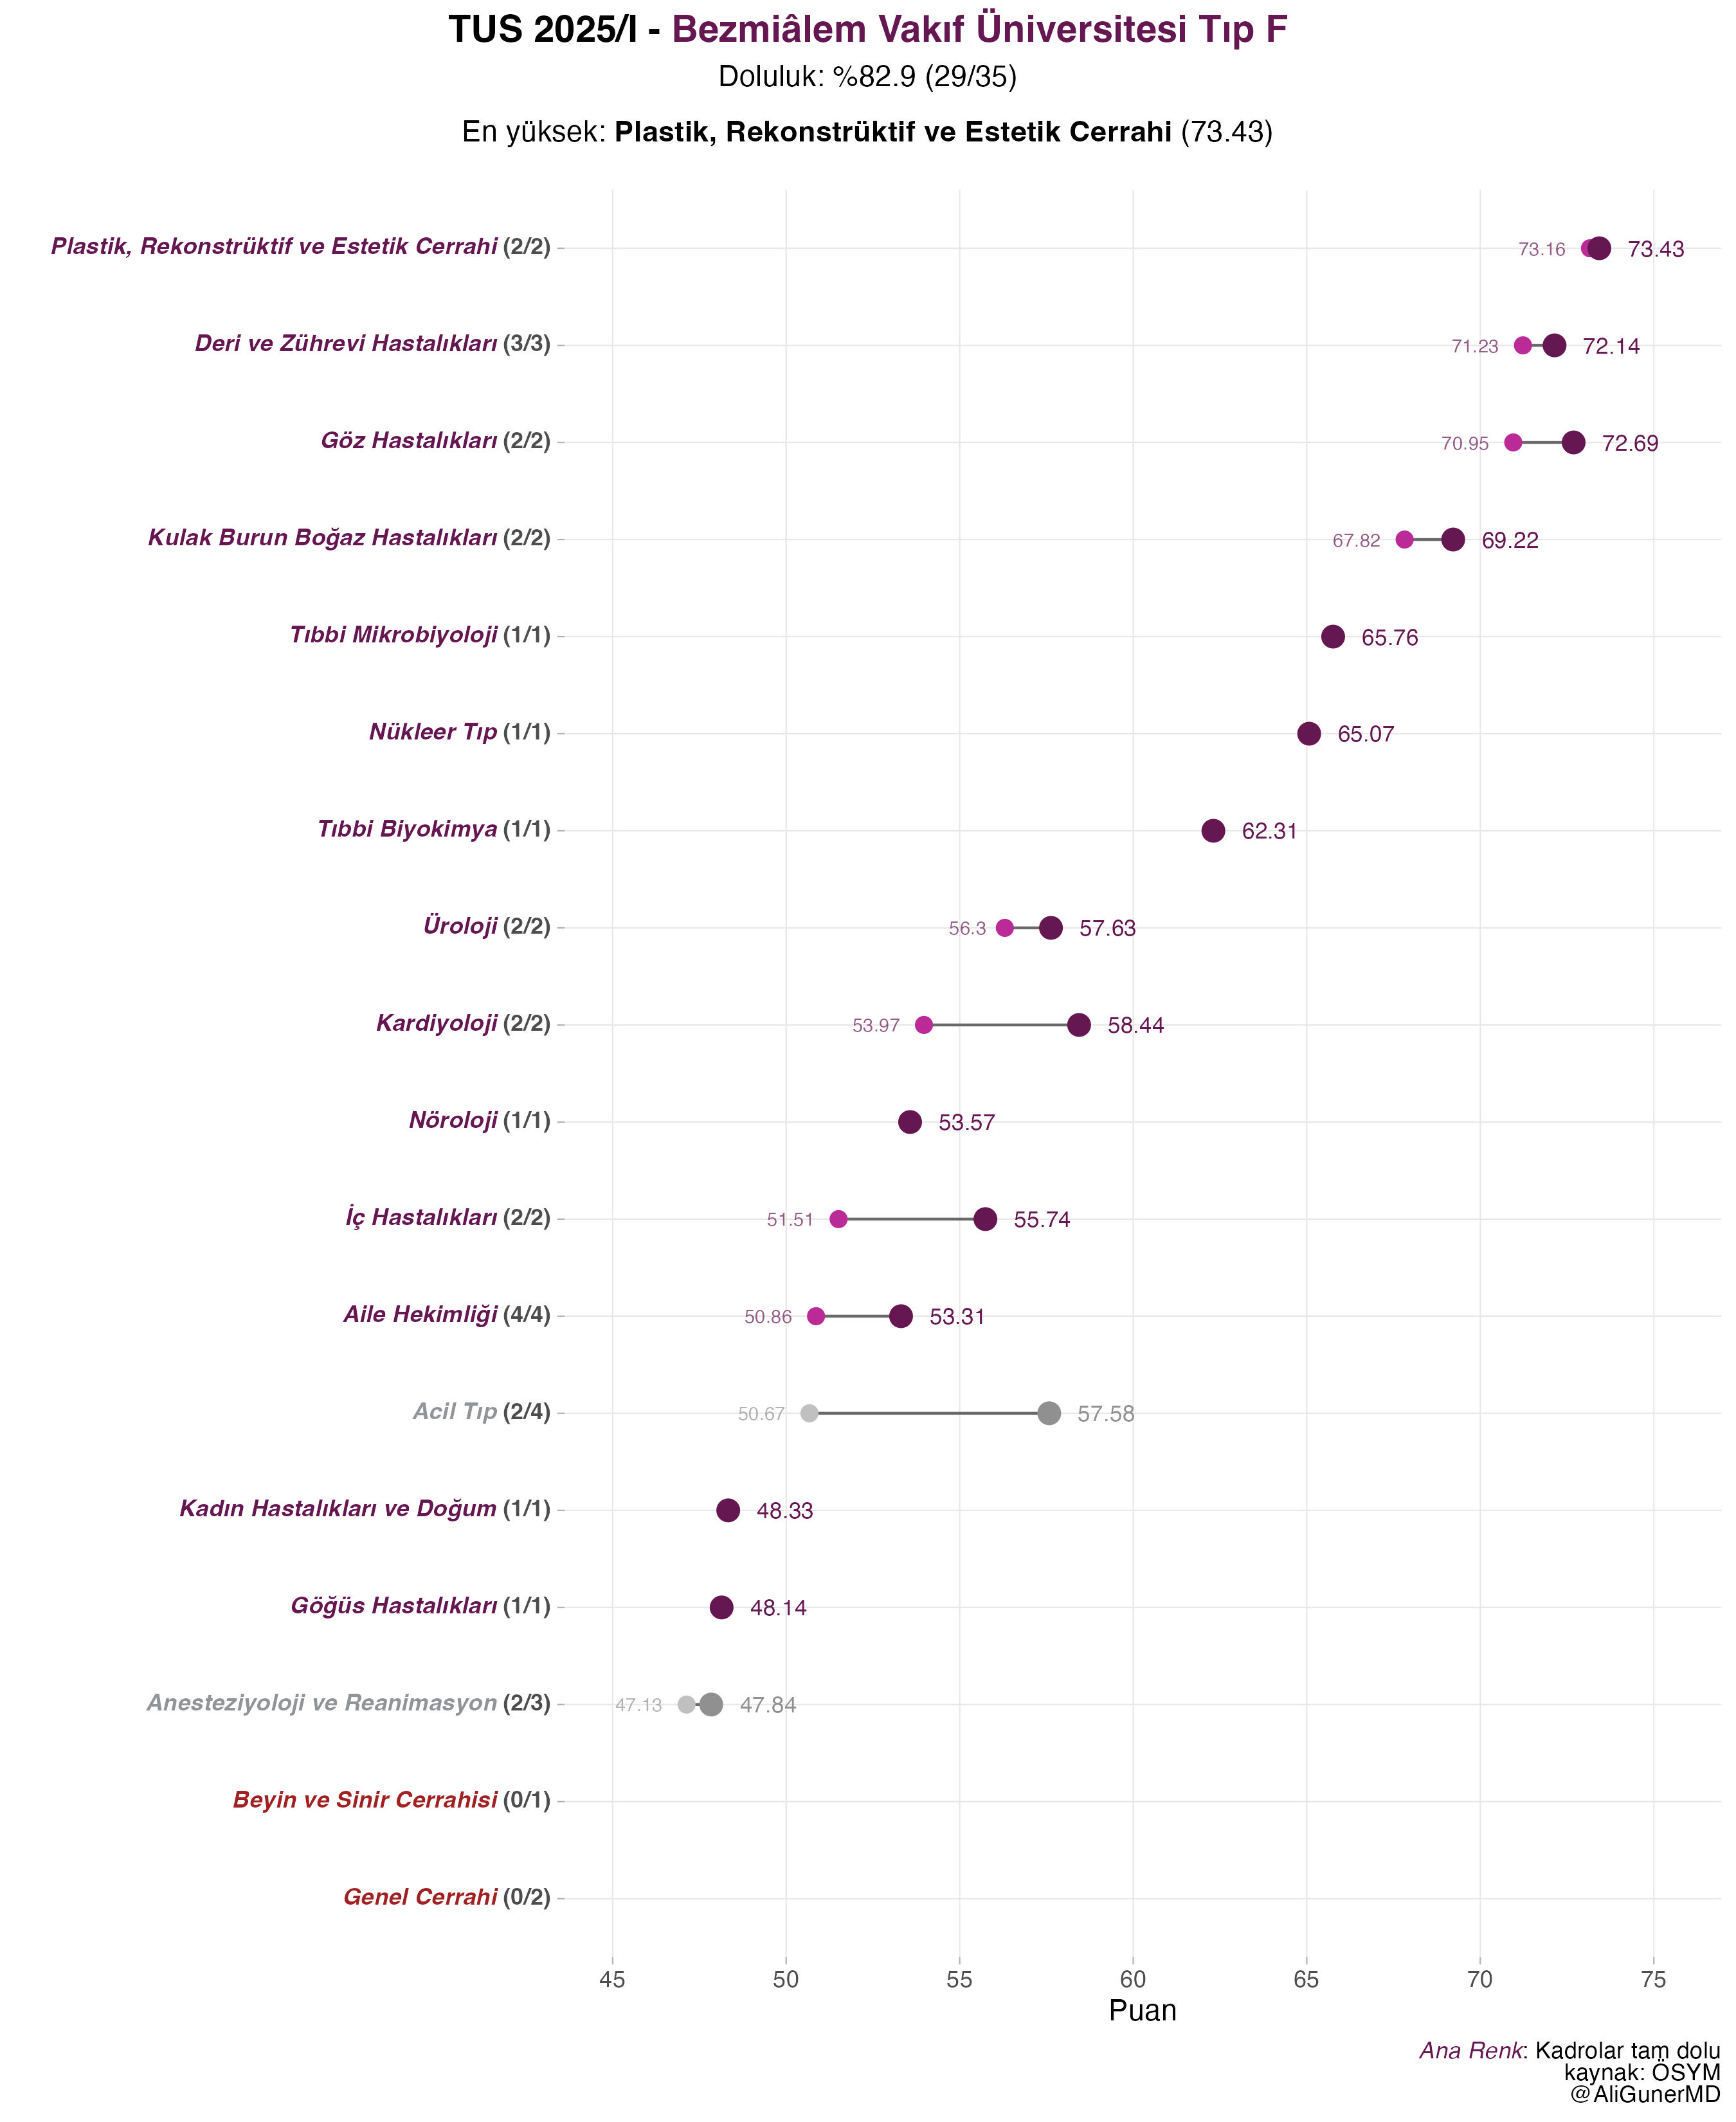 TUS 2025/I - Bezmiâlem Vakıf Üniversitesi Tıp F
Doluluk: %82.9 (29/35)
En yüksek: Plastik, Rekonstrüktif ve Estetik Cerrahi (73.43)
Plastik, Rekonstrüktif ve Estetik Cerrahi (2/2) 73.16 73.43
Deri ve Zührevi Hastalıkları (3/3) 71.23 72.14
Göz Hastalıkları (2/2) 70.95 72.69
Kulak Burun Boğaz Hastalıkları (2/2) 67.82 69.22
Tıbbi Mikrobiyoloji (1/1) 65.76
Nükleer Tıp (1/1) 65.07
Tıbbi Biyokimya (1/1) 62.31
Üroloji (2/2) 56.3 57.63
Kardiyoloji (2/2) 53.97 58.44
Nöroloji (1/1) 53.57
İç Hastalıkları (2/2) 51.51 55.74
Aile Hekimliği (4/4) 50.86 53.31
Acil Tıp (2/4) 50.67 57.58
Kadın Hastalıkları ve Doğum (1/1) 48.33
Göğüs Hastalıkları (1/1) 48.14
Anesteziyoloji ve Reanimasyon (2/3) 47.13 47.84
Beyin ve Sinir Cerrahisi (0/1)
Genel Cerrahi (0/2)
45 50 55 60 65 70 75
Puan
Ana Renk: Kadrolar tam dolu
kaynak: ÖSYM
@AliGunerMD